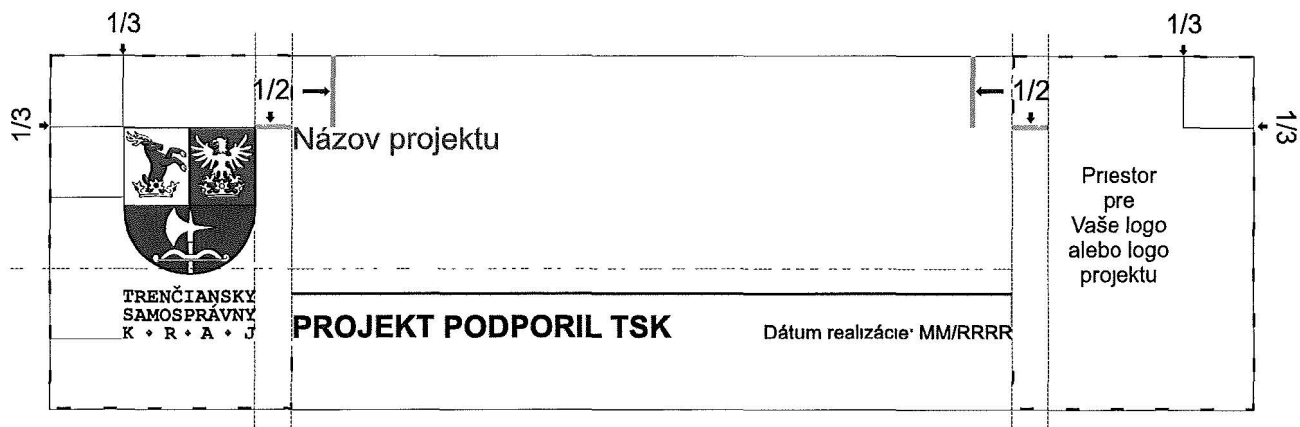 1/3
1/3
1/2
1/2
1/3
1/3
Názov projektu
Priestor
pre
Vaše logo
alebo logo
projektu
TRENČIANSKY
SAMOSPRÁVNY
K • R • A • J
PROJEKT PODPORIL TSK
Dátum realizácie: MM/RRRR